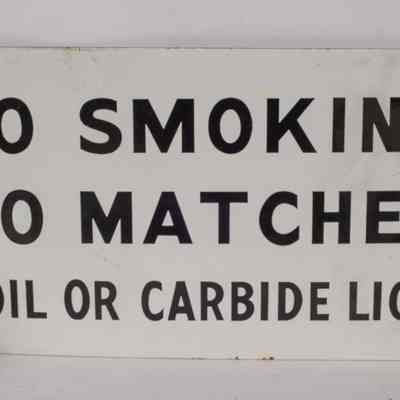 O SMOKIN
O MATCHE
OIL OR CARBIDE LIG